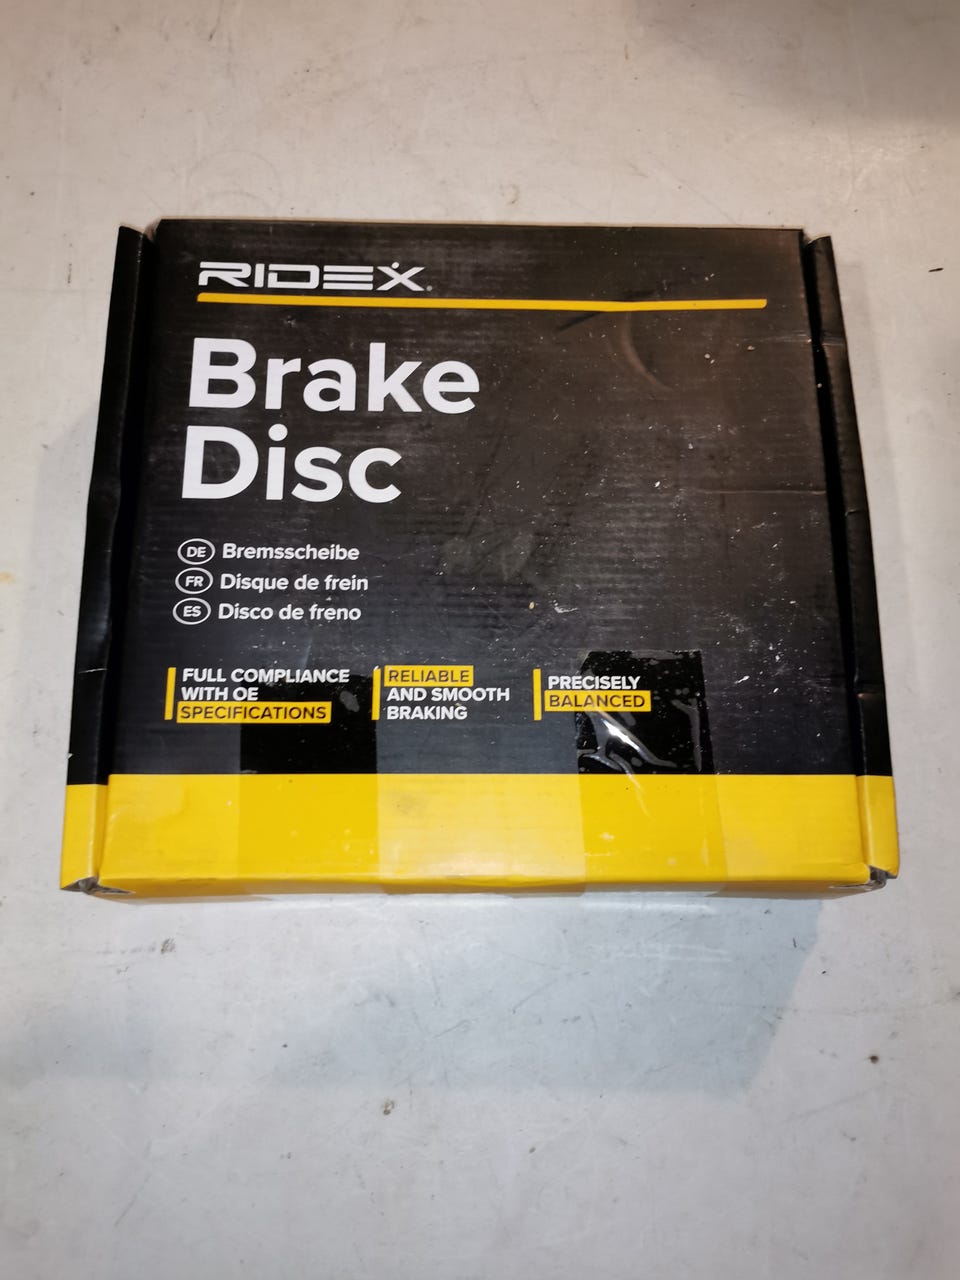 RIDEX
Brake
Disc
DE Bremsscheibe
FR Disque de frein
ES Disco de freno
FULL COMPLIANCE
WITH OE
SPECIFICATIONS
RELIABLE
AND SMOOTH
BRAKING
PRECISELY
BALANCED